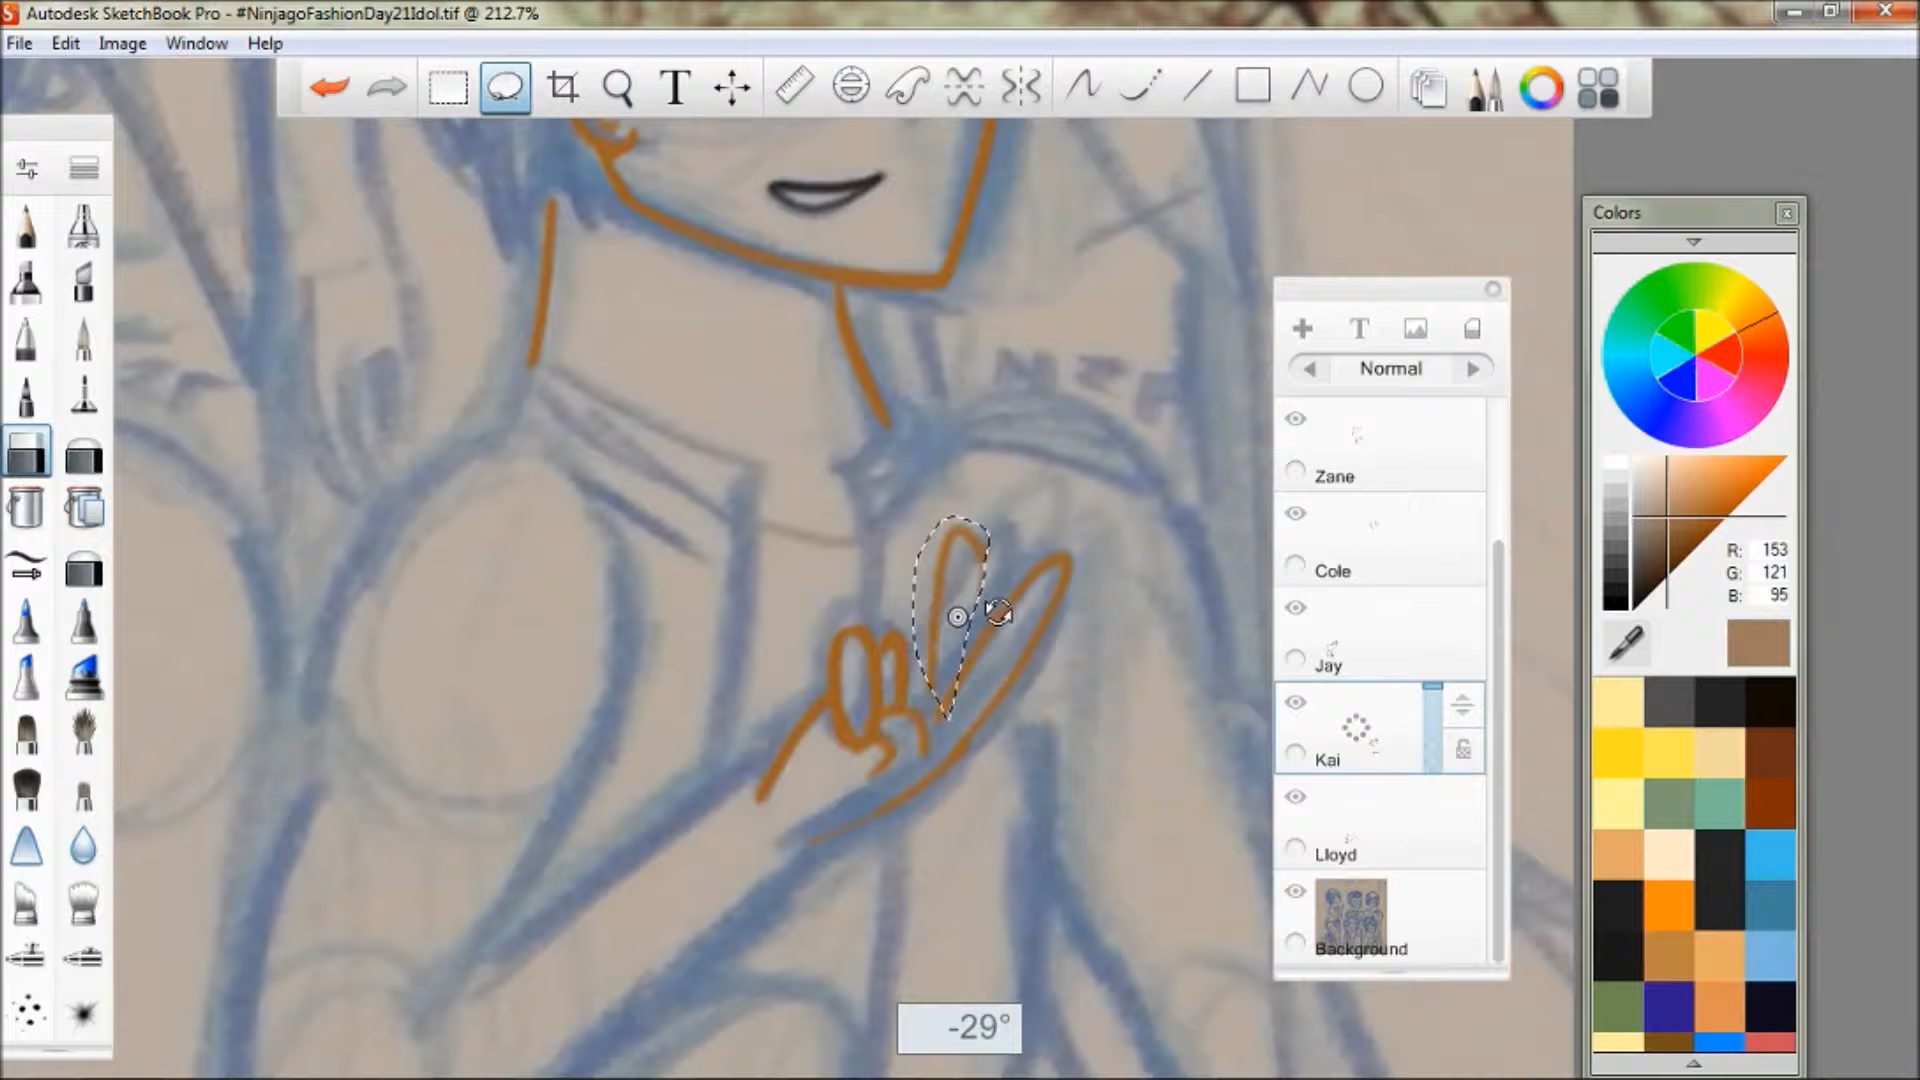 Autodesk SketchBook Pro - #NinjagoFashionDay21Idol.tif @ 212.7%
File Edit Image Window Help
T
Colors
T
Normal
Zane
Cole
Jay
Kai
Lloyd
Background
R: 153
G: 121
B: 95
-29°